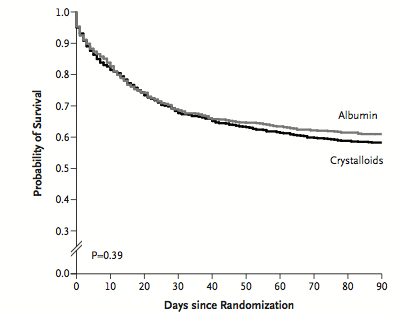 Probability of Survival
1.0
0.9
0.8
0.7
0.6
0.5
0.4
0.3
0.0
Albumin
Crystalloids
P=0.39
0 10 20 30 40 50 60 70 80 90
Days since Randomization